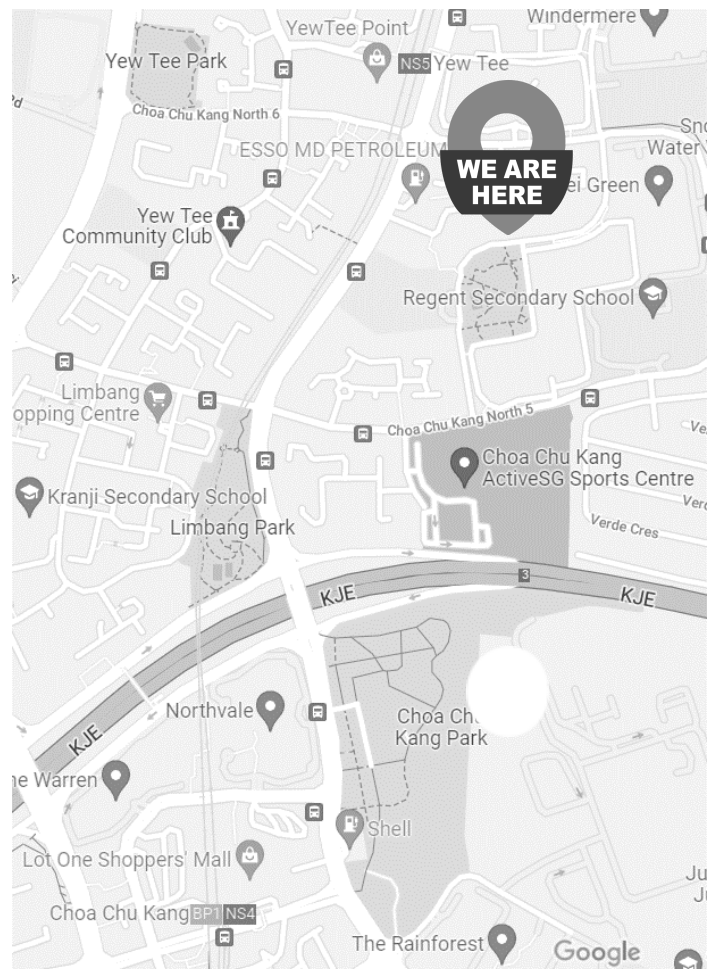 Windermere
YewTee Point
NS5 Yew Tee
Yew Tee Park
Choa Chu Kang North 6
Water
ESSO MD PETROLEUM
WE ARE
HERE
Green
Yew Tee
Community Club
Regent Secondary School
Limbang
Centre
Choa Chu Kang North 5
Choa Chu Kang
ActiveSG Sports Centre
Kranji Secondary School
Limbang Park
Verde Cres
3
KJE
KJE
Northvale
Choa
Kang Park
KJE
Warren
Shell
Lot One Shoppers' Mall
Choa Chu Kang BP1 NS4
The Rainforest
Google